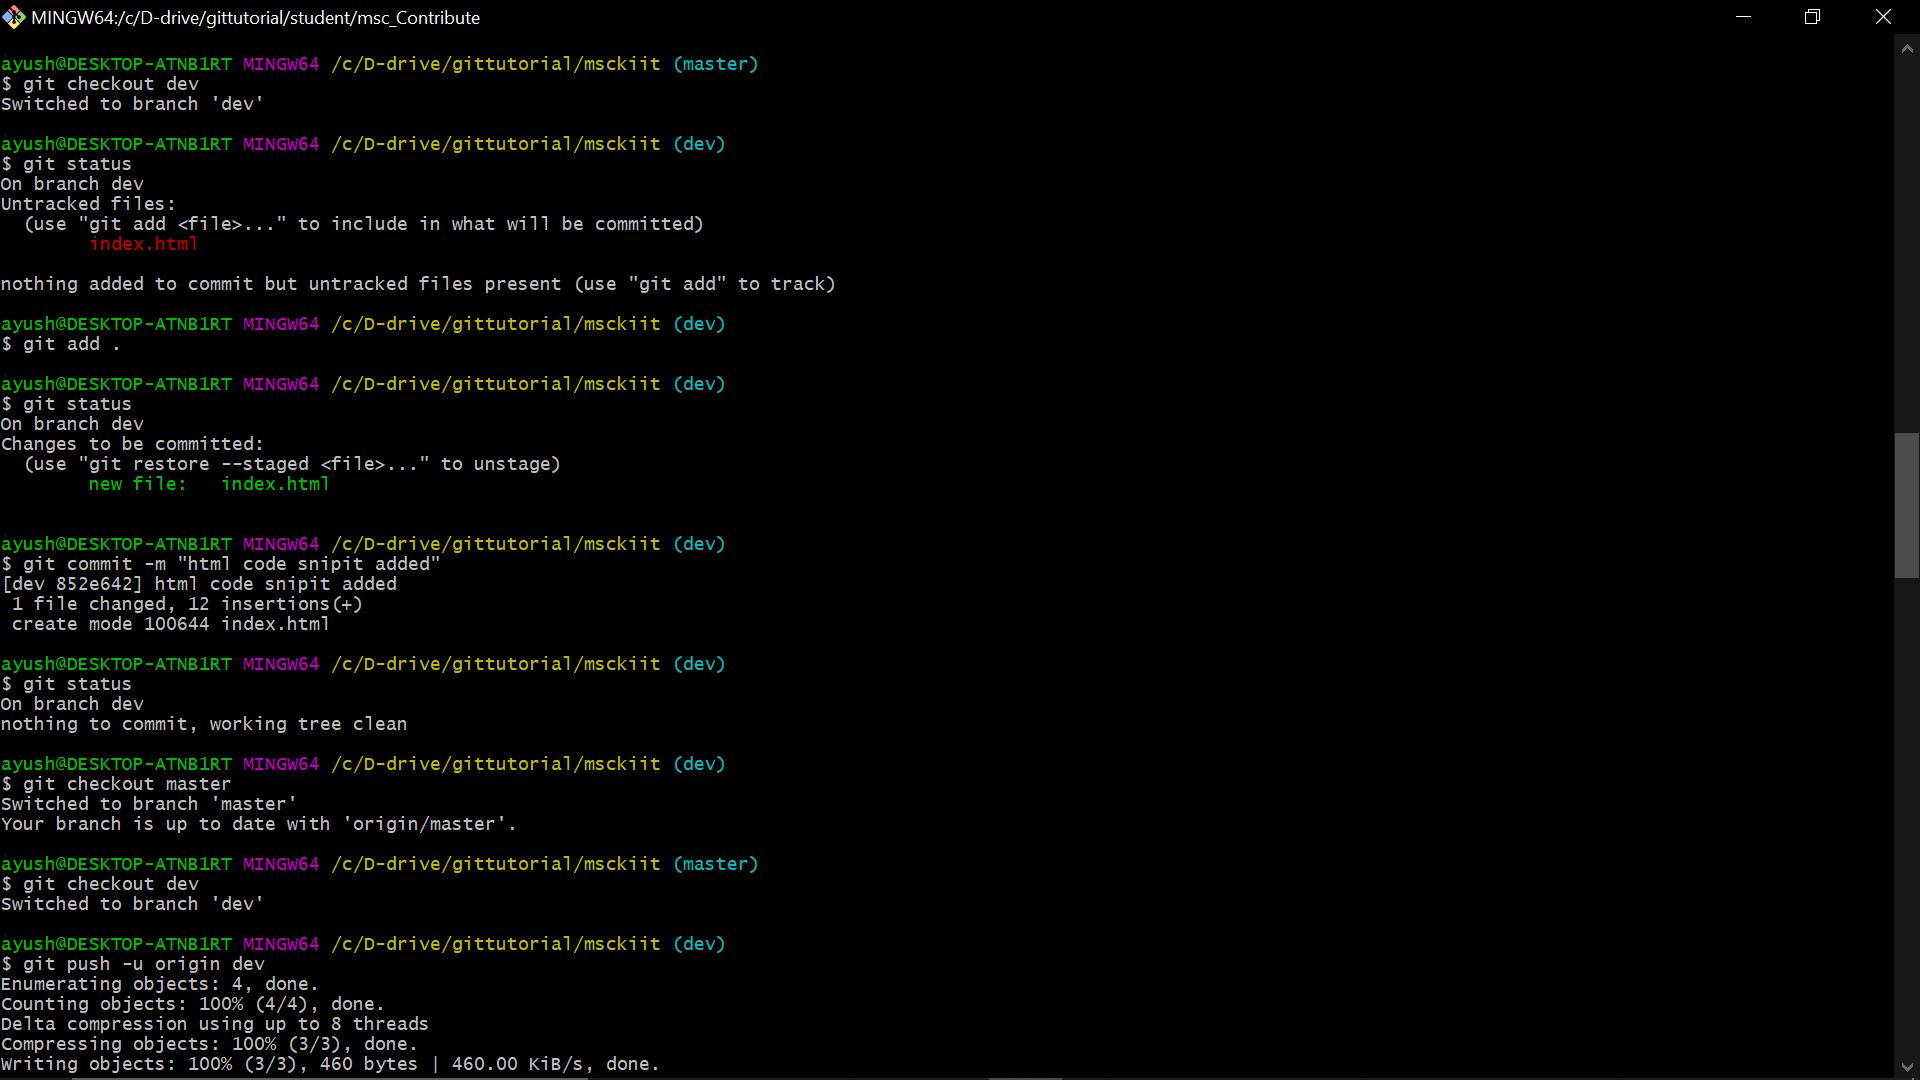 MINGW64:/c/D-drive/gittutorial/student/msc_Contribute
ayush@DESKTOP-ATNB1RT MINGW64 /c/D-drive/gittutorial/msckiit (master)
$ git checkout dev
Switched to branch 'dev'
ayush@DESKTOP-ATNB1RT MINGW64 /c/D-drive/gittutorial/msckiit (dev)
$ git status
On branch dev
Untracked files:
  (use "git add <file>..." to include in what will be committed)
        index.html
nothing added to commit but untracked files present (use "git add" to track)
ayush@DESKTOP-ATNB1RT MINGW64 /c/D-drive/gittutorial/msckiit (dev)
$ git add .
ayush@DESKTOP-ATNB1RT MINGW64 /c/D-drive/gittutorial/msckiit (dev)
$ git status
On branch dev
Changes to be committed:
  (use "git restore --staged <file>..." to unstage)
        new file:   index.html
ayush@DESKTOP-ATNB1RT MINGW64 /c/D-drive/gittutorial/msckiit (dev)
$ git commit -m "html code snipit added"
[dev 852e642] html code snipit added
 1 file changed, 12 insertions(+)
 create mode 100644 index.html
ayush@DESKTOP-ATNB1RT MINGW64 /c/D-drive/gittutorial/msckiit (dev)
$ git status
On branch dev
nothing to commit, working tree clean
ayush@DESKTOP-ATNB1RT MINGW64 /c/D-drive/gittutorial/msckiit (dev)
$ git checkout master
Switched to branch 'master'
Your branch is up to date with 'origin/master'.
ayush@DESKTOP-ATNB1RT MINGW64 /c/D-drive/gittutorial/msckiit (master)
$ git checkout dev
Switched to branch 'dev'
ayush@DESKTOP-ATNB1RT MINGW64 /c/D-drive/gittutorial/msckiit (dev)
$ git push -u origin dev
Enumerating objects: 4, done.
Counting objects: 100% (4/4), done.
Delta compression using up to 8 threads
Compressing objects: 100% (3/3), done.
Writing objects: 100% (3/3), 460 bytes | 460.00 KiB/s, done.